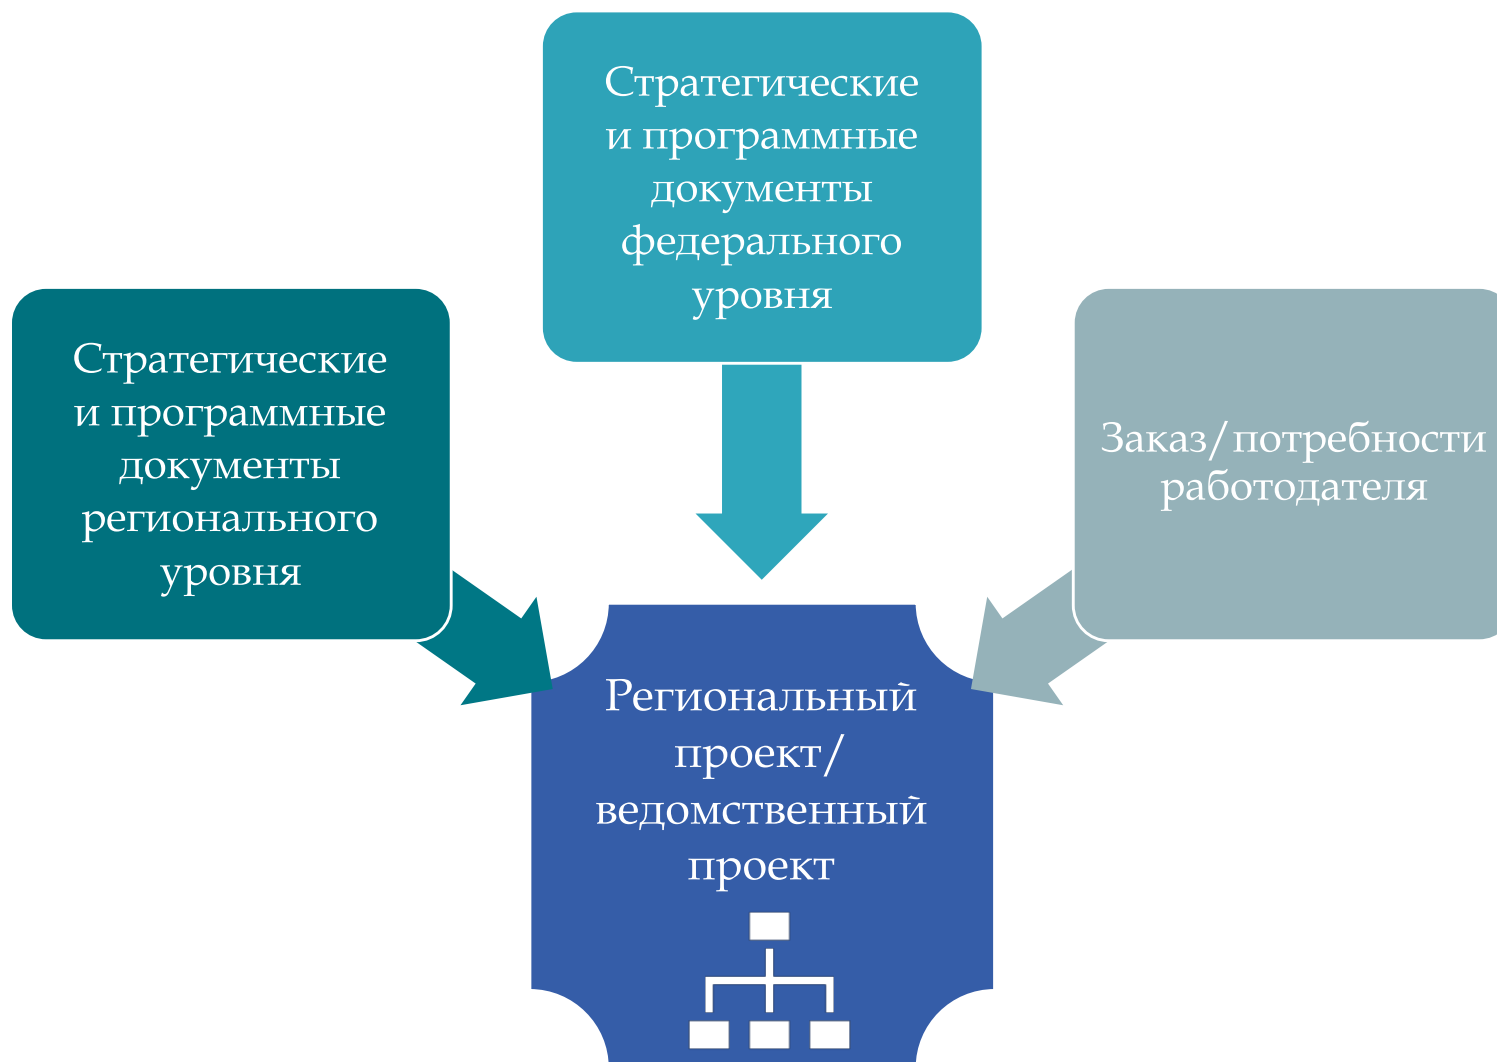 Стратегические
и программные
документы
федерального
уровня
Стратегические
и программные
документы
регионального
уровня
Заказ/потребности
работодателя
Региональный
проект/
ведомственный
проект